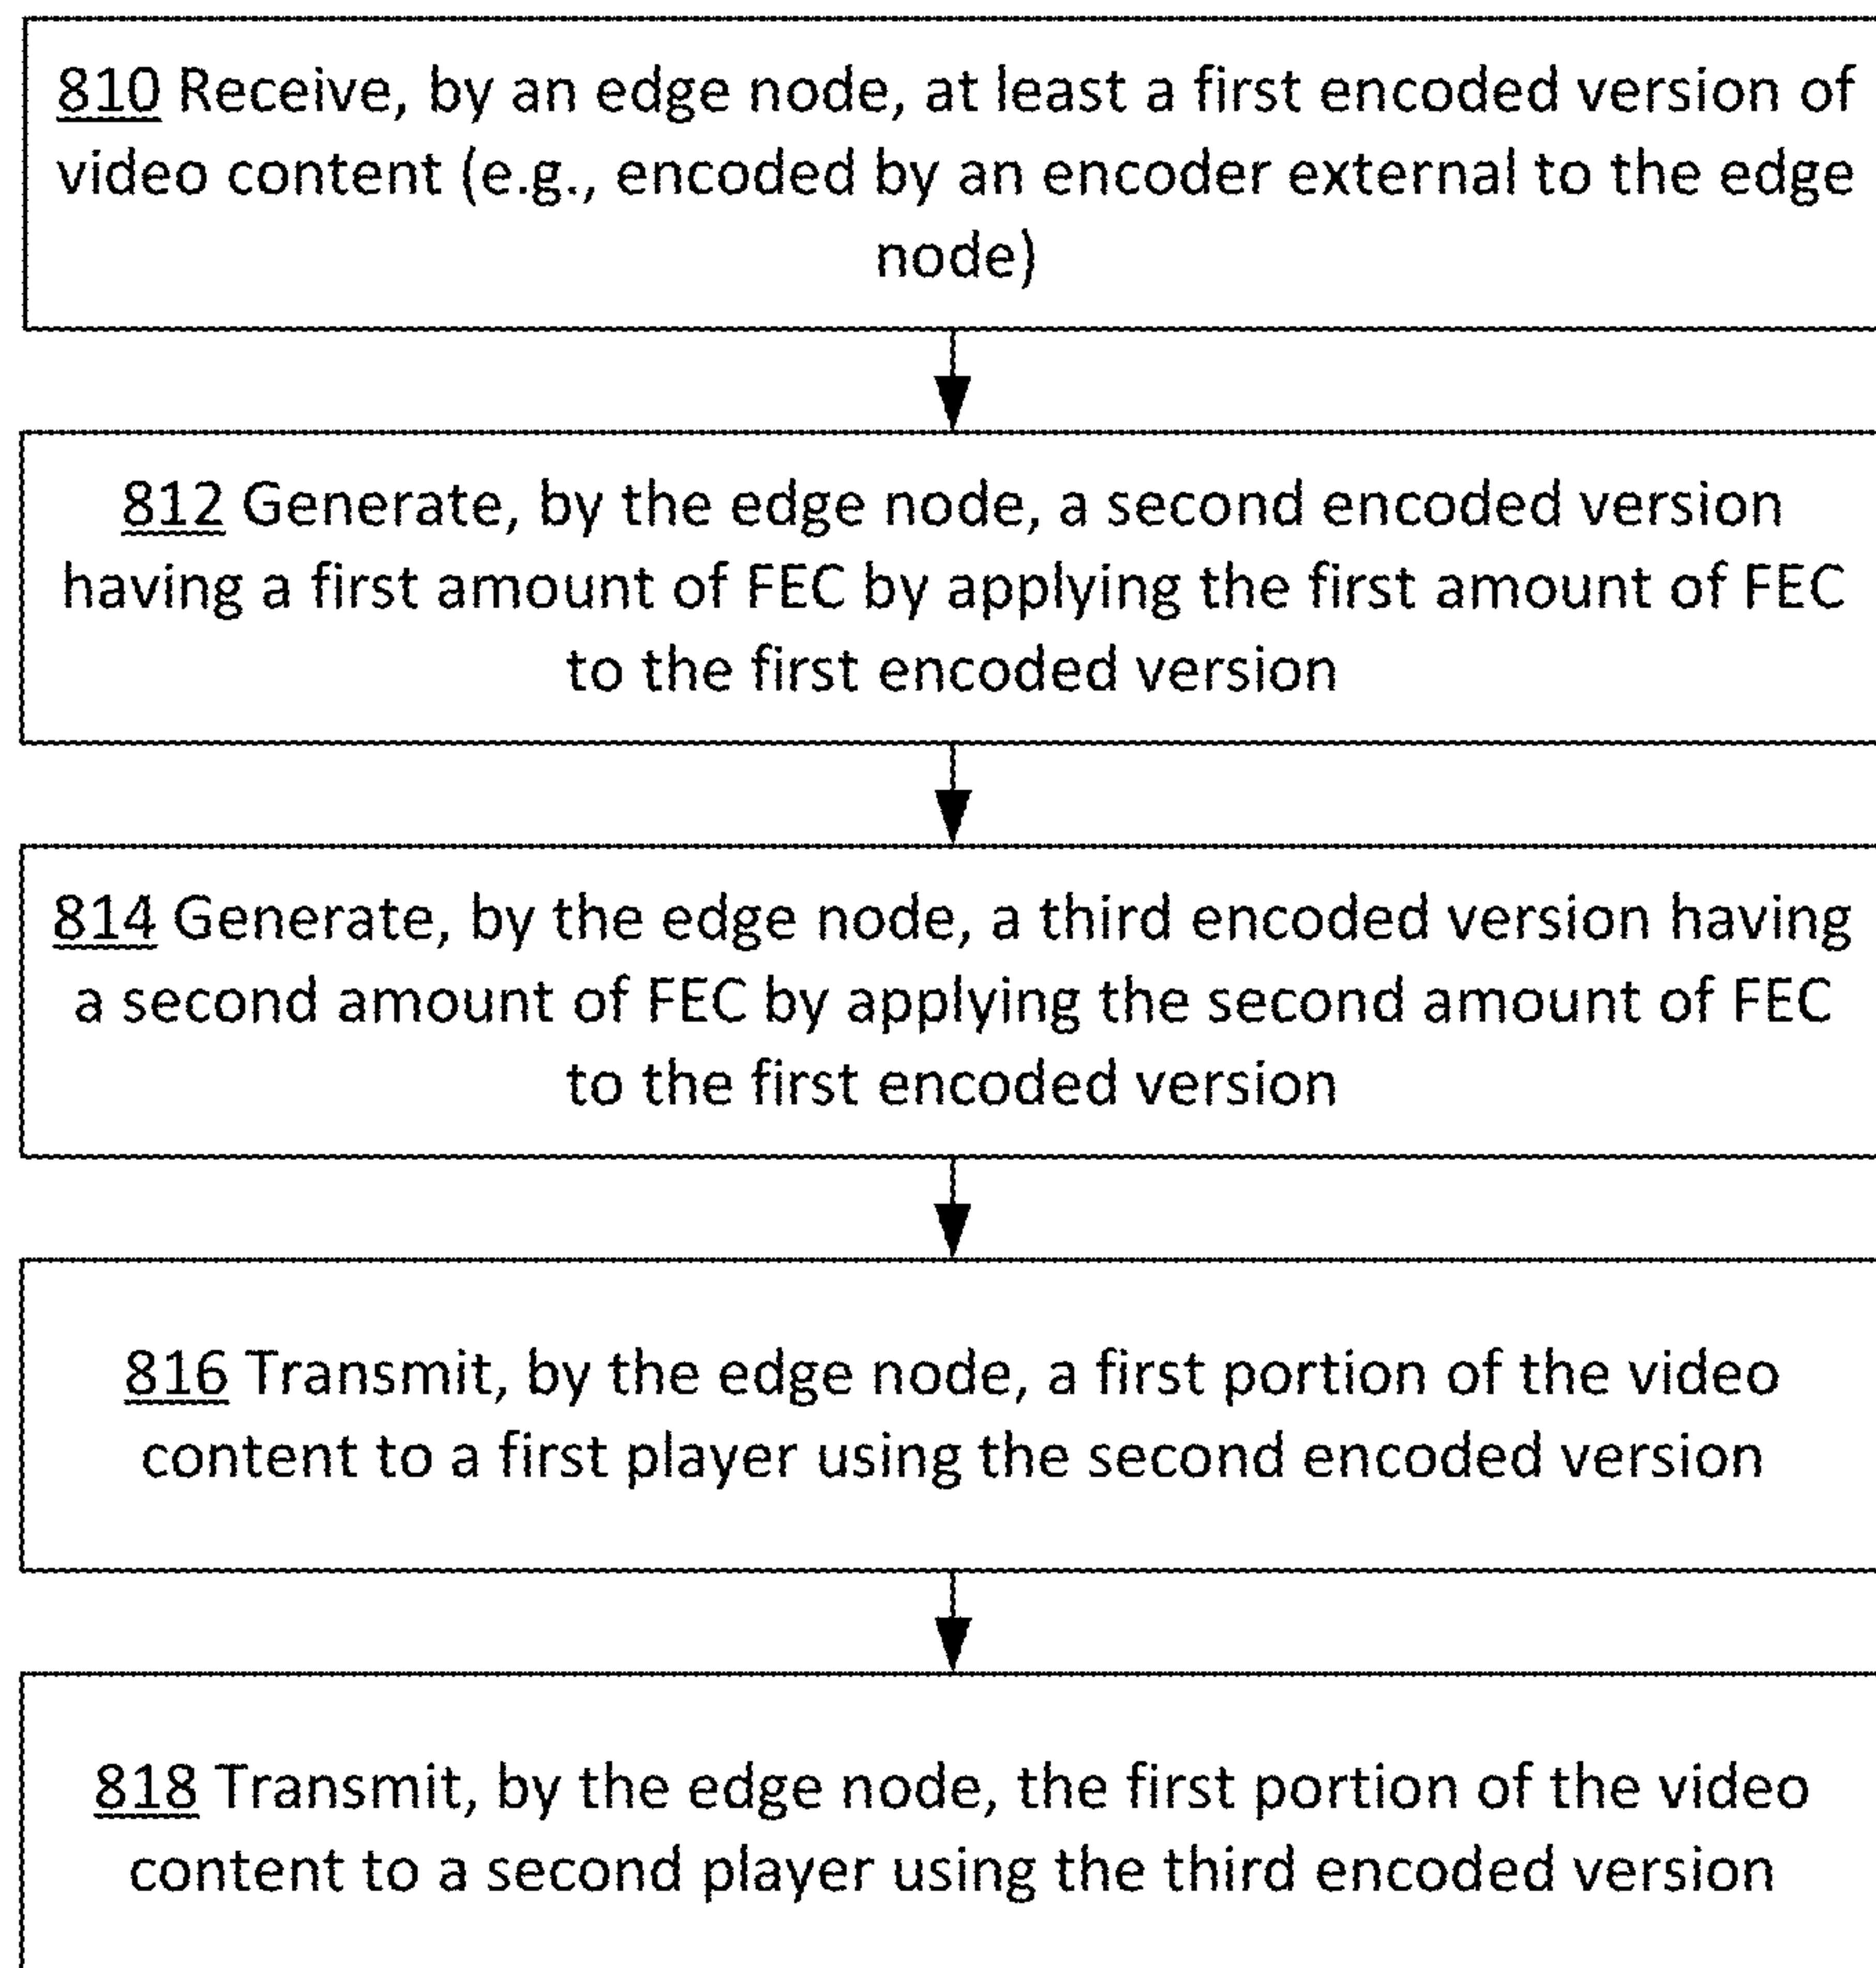 810 Receive, by an edge node, at least a first encoded version of
video content (e.g., encoded by an encoder external to the edge
node)
812 Generate, by the edge node, a second encoded version
having a first amount of FEC by applying the first amount of FEC
to the first encoded version
814 Generate, by the edge node, a third encoded version having
a second amount of FEC by applying the second amount of FEC
to the first encoded version
816 Transmit, by the edge node, a first portion of the video
content to a first player using the second encoded version
818 Transmit, by the edge node, the first portion of the video
content to a second player using the third encoded version